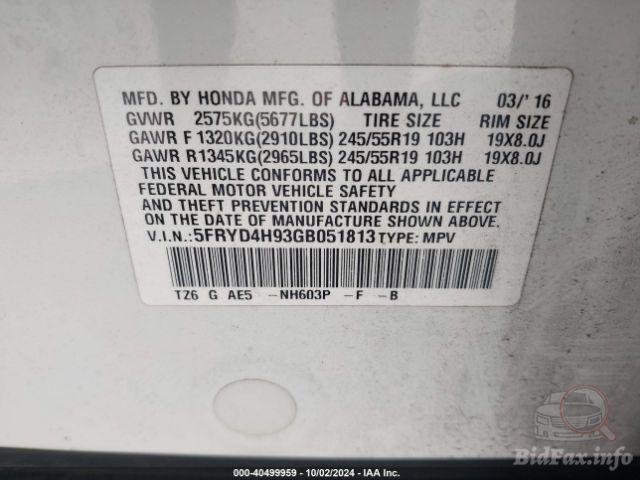 MFD. BY HONDA MFG. OF ALABAMA, LLC 03/'16
GVWR 2575KG(5677LBS) TIRE SIZE RIM SIZE
GAWR F 1320KG(2910LBS) 245/55R19 103H 19X8.0J
GAWR R1345KG(2965LBS) 245/55R19 103H 19X8.0J
THIS VEHICLE CONFORMS TO ALL APPLICABLE
FEDERAL MOTOR VEHICLE SAFETY
AND THEFT PREVENTION STANDARDS IN EFFECT
ON THE DATE OF MANUFACTURE SHOWN ABOVE.
V.I.N.: 5FRYD4H93GB051813 TYPE: MPV
TZ6 G AE5 -NH603P -F -B
BidFax.info
000-40499959 - 10/02/2024 - IAA Inc.